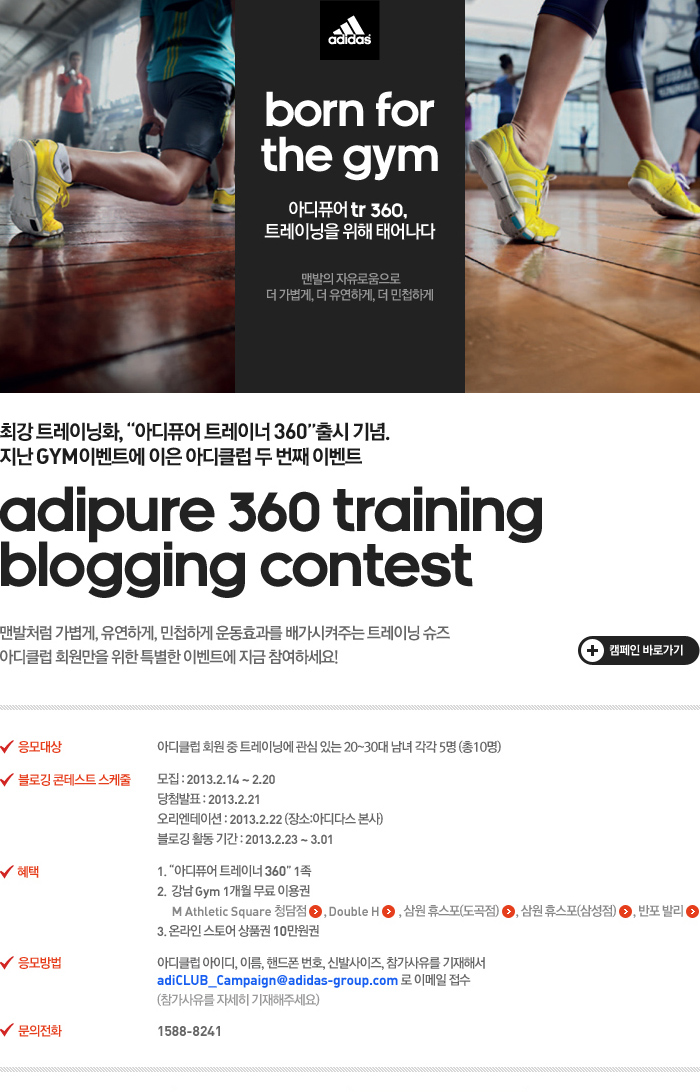 adidas
born for
the gym
아디퓨어 tr 360,
트레이닝을 위해 태어나다
맨발의 자유로움으로
더 가볍게, 더 유연하게, 더 민첩하게
최강 트레이닝화, “아디퓨어 트레이너 360”출시 기념.
지난 GYM이벤트에 이은 아디클럽 두 번째 이벤트
adipure 360 training
blogging contest
맨발처럼 가볍게, 유연하게, 민첩하게 운동효과를 배가시켜주는 트레이닝 슈즈
아디클럽 회원만을 위한 특별한 이벤트에 지금 참여하세요!
캠페인 바로가기
응모대상 아디클럽 회원 중 트레이닝에 관심 있는 20~30대 남녀 각각 5명 (총10명)
블로깅 콘테스트 스케줄 모집 : 2013.2.14 ~ 2.20
당첨발표 : 2013.2.21
오리엔테이션 : 2013.2.22 (장소:아디다스 본사)
블로깅 활동 기간 : 2013.2.23 ~ 3.01
혜택 1. “아디퓨어 트레이너 360” 1족
2. 강남 Gym 1개월 무료 이용권
M Athletic Square 청담점 , Double H , 삼원 휴스포(도곡점) , 삼원 휴스포(삼성점) , 반포 발리
3. 온라인 스토어 상품권 10만원권
응모방법 아디클럽 아이디, 이름, 핸드폰 번호, 신발사이즈, 참가사유를 기재해서
adiCLUB_Campaign@adidas-group.com 로 이메일 접수
(참가사유를 자세히 기재해주세요)
문의전화 1588-8241